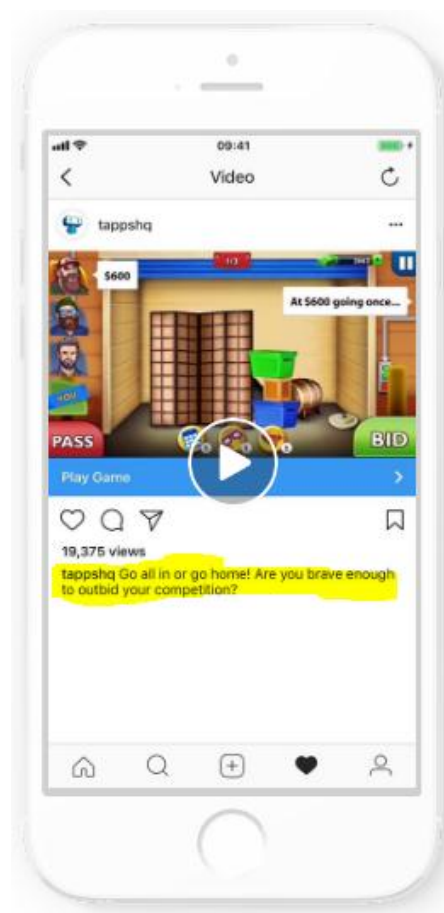 09:41
Video
tappshq
$600
1/3
At $600 going once...
YOU
PASS
BID
Play Game
19,375 views
tappshq Go all in or go home! Are you brave enough
to outbid your competition?